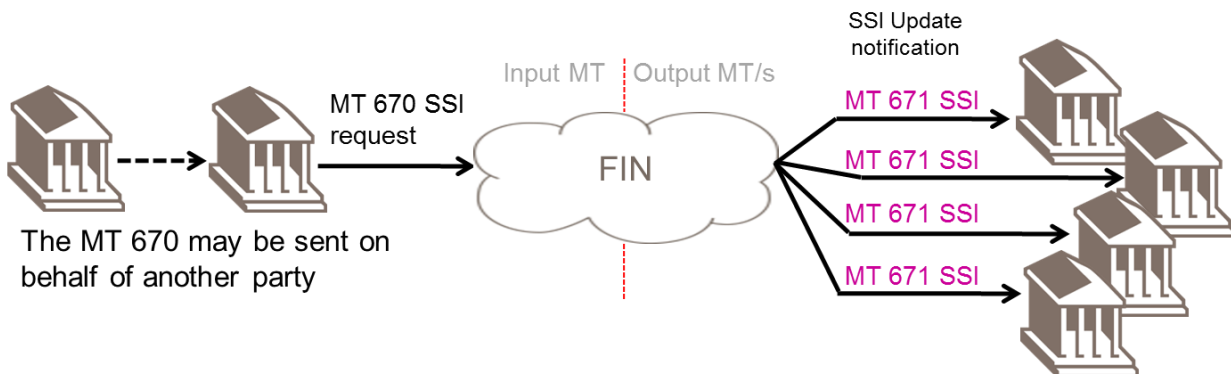 SSI Update
notification
Input MT
Output MT/s
MT 670 SSI
request
FIN
MT 671 SSI
MT 671 SSI
MT 671 SSI
MT 671 SSI
The MT 670 may be sent on
behalf of another party